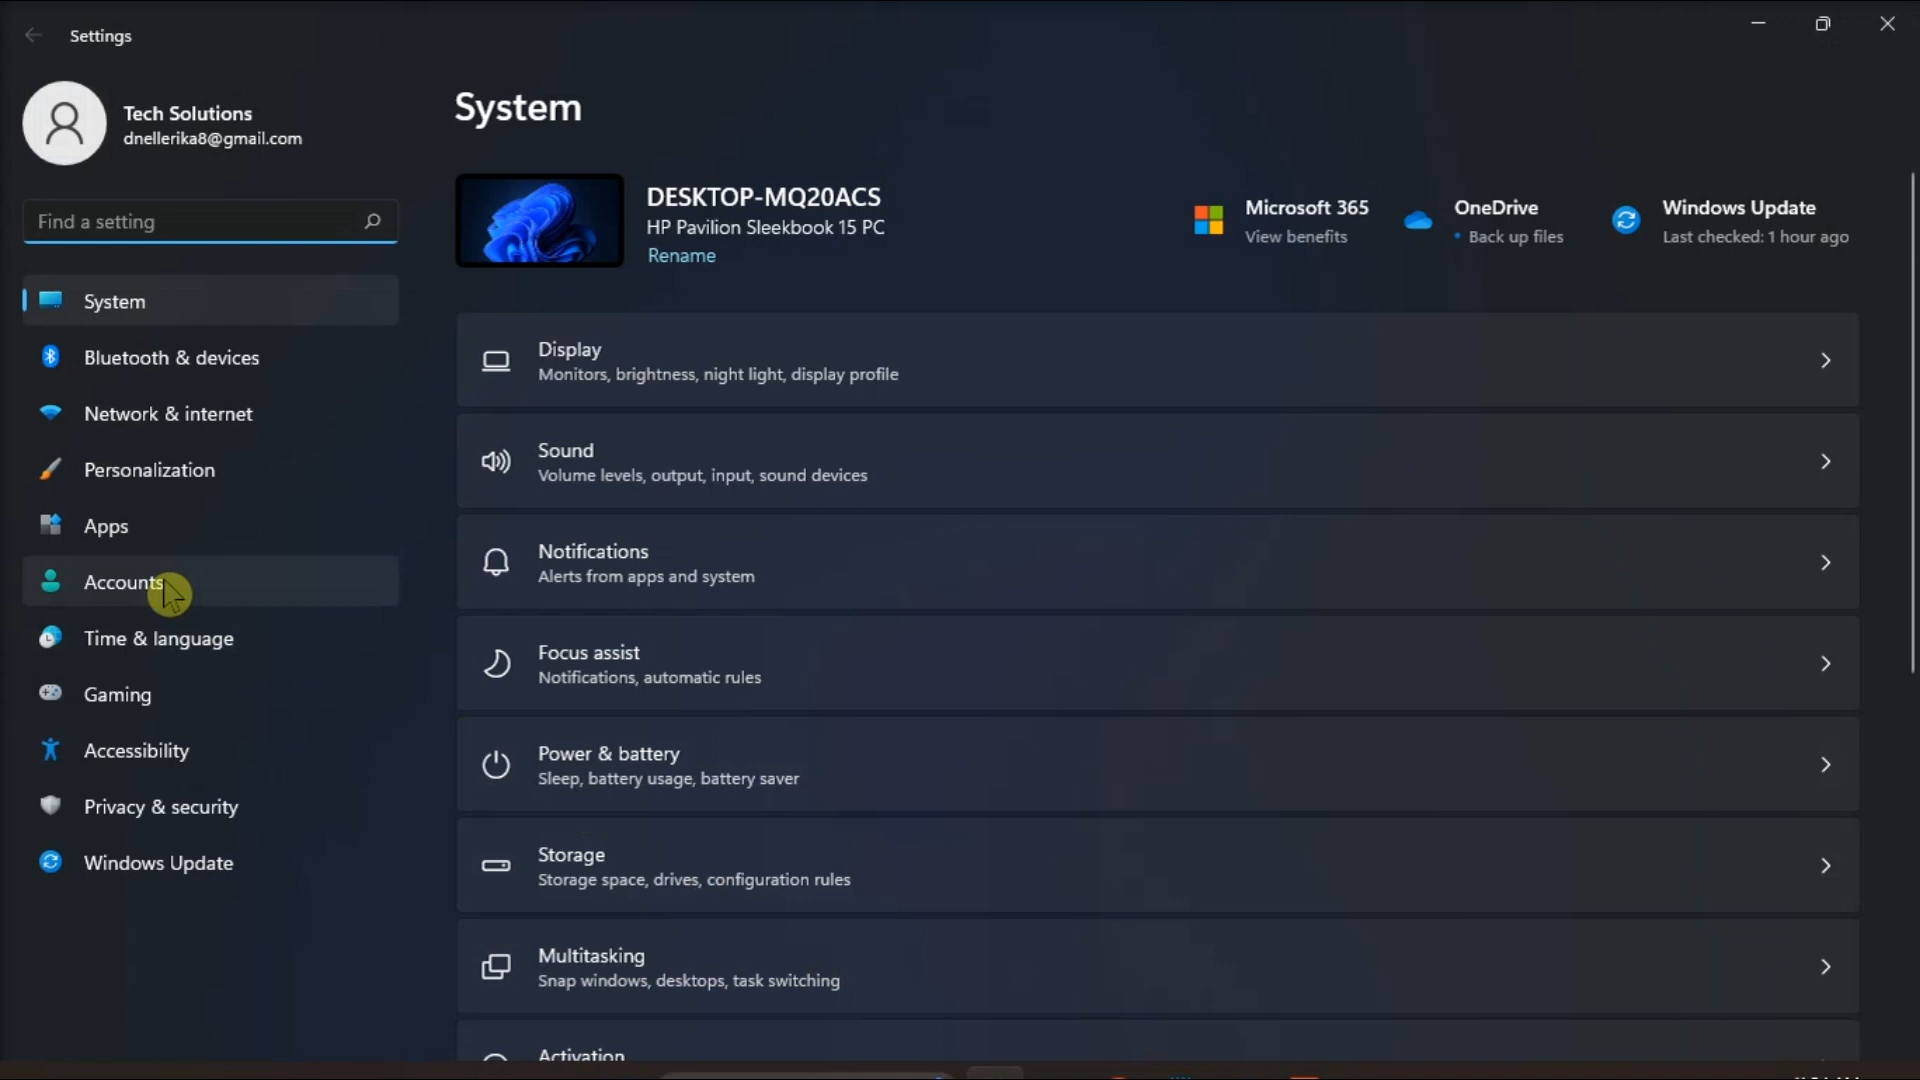 Settings
Tech Solutions
dnellerika8@gmail.com
Find a setting
System
Bluetooth & devices
Network & internet
Personalization
Apps
Accounts
Time & language
Gaming
Accessibility
Privacy & security
Windows Update
System
DESKTOP-MQ20ACS
HP Pavilion Sleekbook 15 PC
Rename
Microsoft 365
View benefits
OneDrive
• Back up files
Windows Update
Last checked: 1 hour ago
Display
Monitors, brightness, night light, display profile
Sound
Volume levels, output, input, sound devices
Notifications
Alerts from apps and system
Focus assist
Notifications, automatic rules
Power & battery
Sleep, battery usage, battery saver
Storage
Storage space, drives, configuration rules
Multitasking
Snap windows, desktops, task switching
Activation